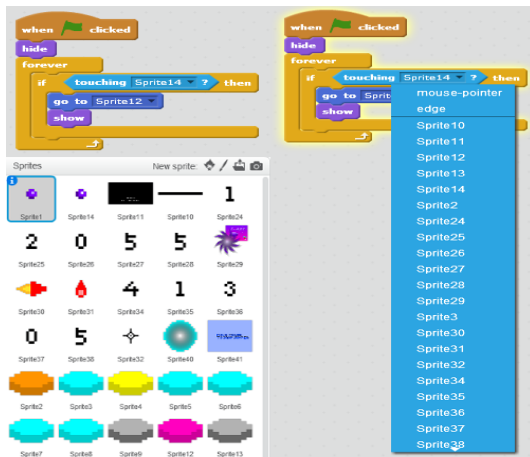 when clicked
hide
forever
if touching Sprite14 ? then
go to Sprite12
show
when clicked
hide
forever
if touching Sprite14 ? then
go to Spri
show
mouse-pointer
edge
Sprite10
Sprite11
Sprite12
Sprite13
Sprite14
Sprite2
Sprite24
Sprite25
Sprite26
Sprite27
Sprite28
Sprite29
Sprite3
Sprite30
Sprite31
Sprite32
Sprite34
Sprite35
Sprite36
Sprite37
Sprite38
Sprites New sprite:
i
1
Sprite1 Sprite14 Sprite11 Sprite10 Sprite24
2 0 5 5
Sprite25 Sprite26 Sprite27 Sprite28 Sprite29
4 1 3
Sprite30 Sprite31 Sprite34 Sprite35 Sprite36
0 5
Sprite37 Sprite38 Sprite32 Sprite40 Sprite41
Sprite2 Sprite3 Sprite4 Sprite5 Sprite6
Sprite7 Sprite8 Sprite9 Sprite12 Sprite13